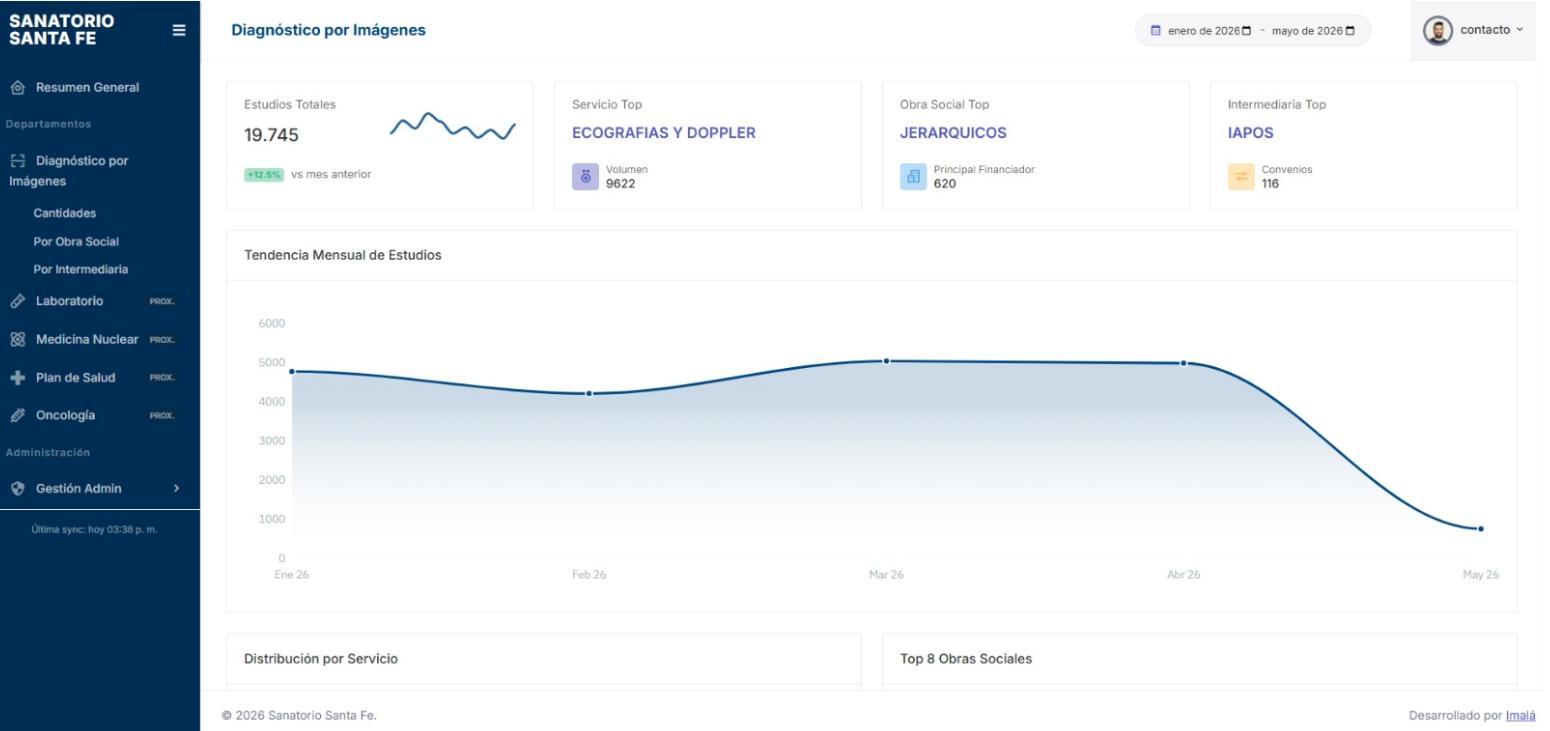 SANATORIO
SANTA FE
Resumen General
Departamentos
Diagnóstico por
Imágenes
Cantidades
Por Obra Social
Por Intermediaria
Laboratorio PROX.
Medicina Nuclear PROX.
Plan de Salud PROX.
Oncología PROX.
Administración
Gestión Admin
Última sync: hoy 03:38 p. m.
Diagnóstico por Imágenes
enero de 2026 - mayo de 2026
contacto
Estudios Totales
19.745
+12.5% vs mes anterior
Servicio Top
ECOGRAFIAS Y DOPPLER
Volumen
9622
Obra Social Top
JERARQUICOS
Principal Financiador
620
Intermediaria Top
IAPOS
Convenios
116
Tendencia Mensual de Estudios
6000
5000
4000
3000
2000
1000
0
Ene 26 Feb 26 Mar 26 Abr 26 May 26
Distribución por Servicio
Top 8 Obras Sociales
© 2026 Sanatorio Santa Fe.
Desarrollado por Imalá